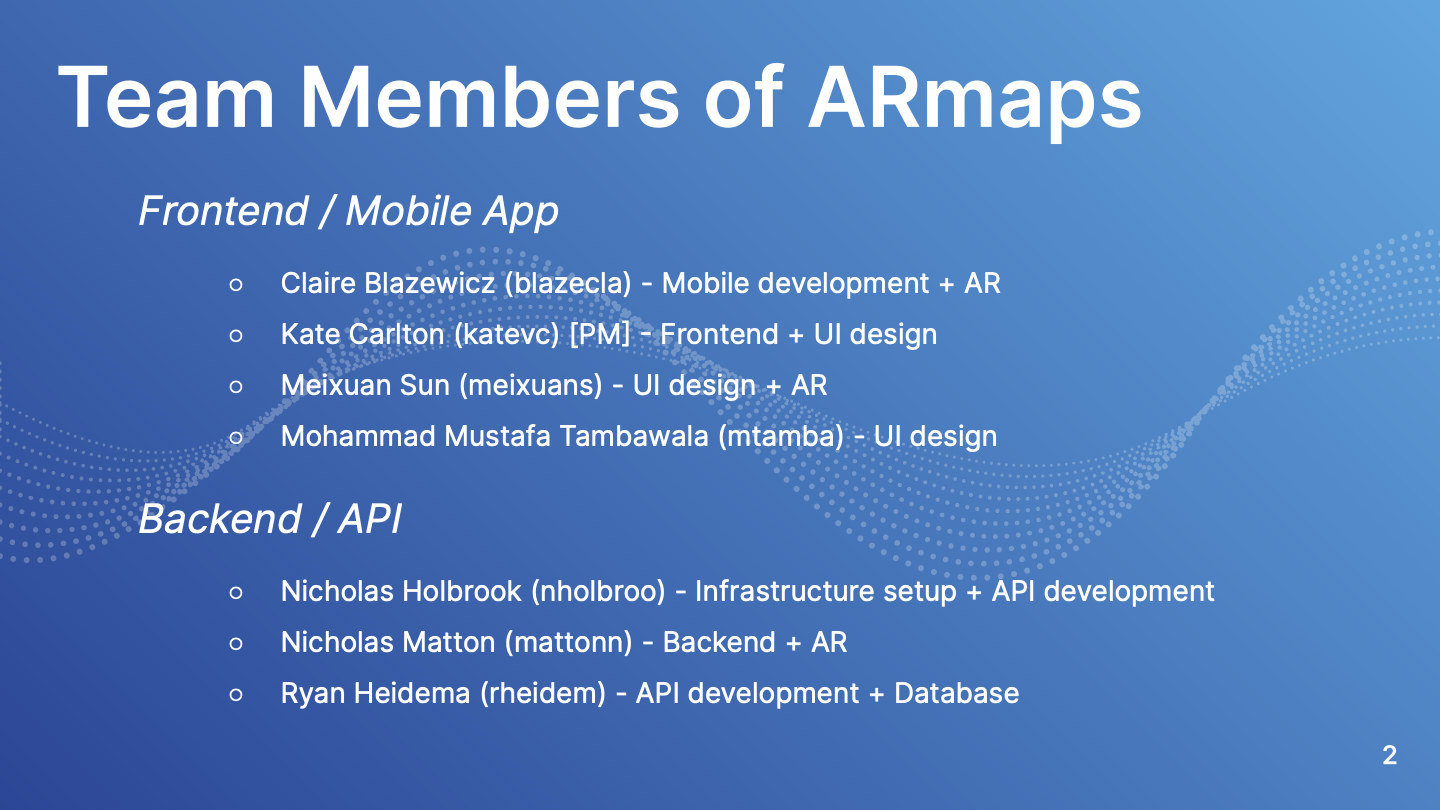 Team Members of ARmaps
Frontend / Mobile App
○ Claire Blazewicz (blazecla) - Mobile development + AR
○ Kate Carlton (katevc) [PM] - Frontend + UI design
○ Meixuan Sun (meixuans) - UI design + AR
○ Mohammad Mustafa Tambawala (mtamba) - UI design
Backend / API
○ Nicholas Holbrook (nholbroo) - Infrastructure setup + API development
○ Nicholas Matton (mattonn) - Backend + AR
○ Ryan Heidema (rheidem) - API development + Database
2